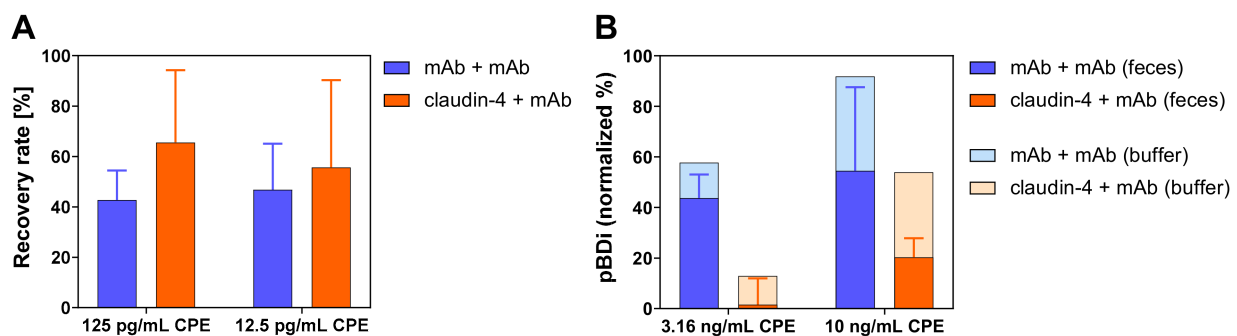 A
Recovery rate [%]
100
80
60
40
20
0
125 pg/mL CPE
12.5 pg/mL CPE
mAb + mAb
claudin-4 + mAb
B
pBDi (normalized %)
100
80
60
40
20
0
3.16 ng/mL CPE
10 ng/mL CPE
mAb + mAb (feces)
claudin-4 + mAb (feces)
mAb + mAb (buffer)
claudin-4 + mAb (buffer)